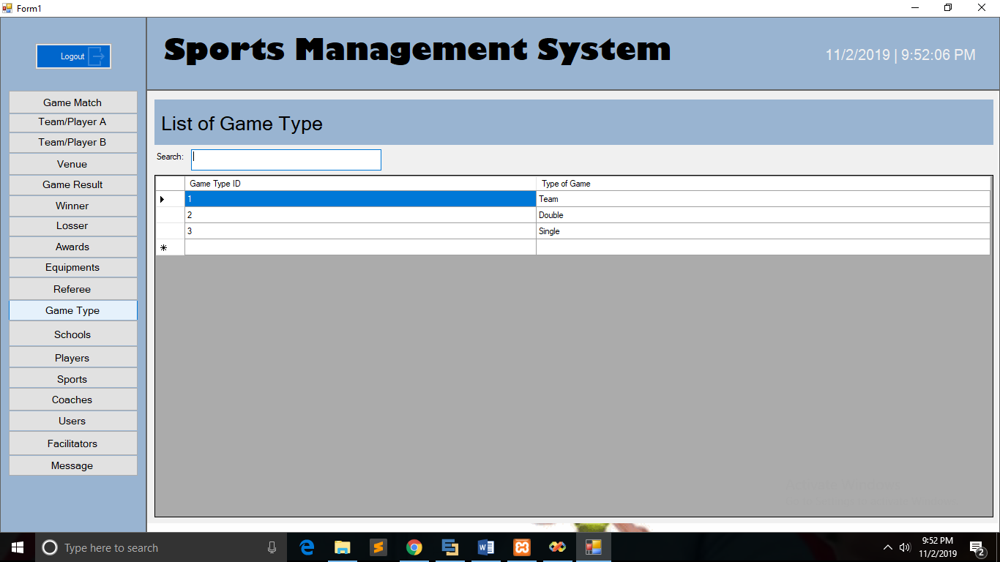 Form1
Logout
Sports Management System
11/2/2019 | 9:52:06 PM
Game Match
Team/Player A
Team/Player B
Venue
Game Result
Winner
Losser
Awards
Equipments
Referee
Game Type
Schools
Players
Sports
Coaches
Users
Facilitators
Message
List of Game Type
Search:
Game Type ID Type of Game
1 Team
2 Double
3 Single
Type here to search
9:52 PM
11/2/2019
2